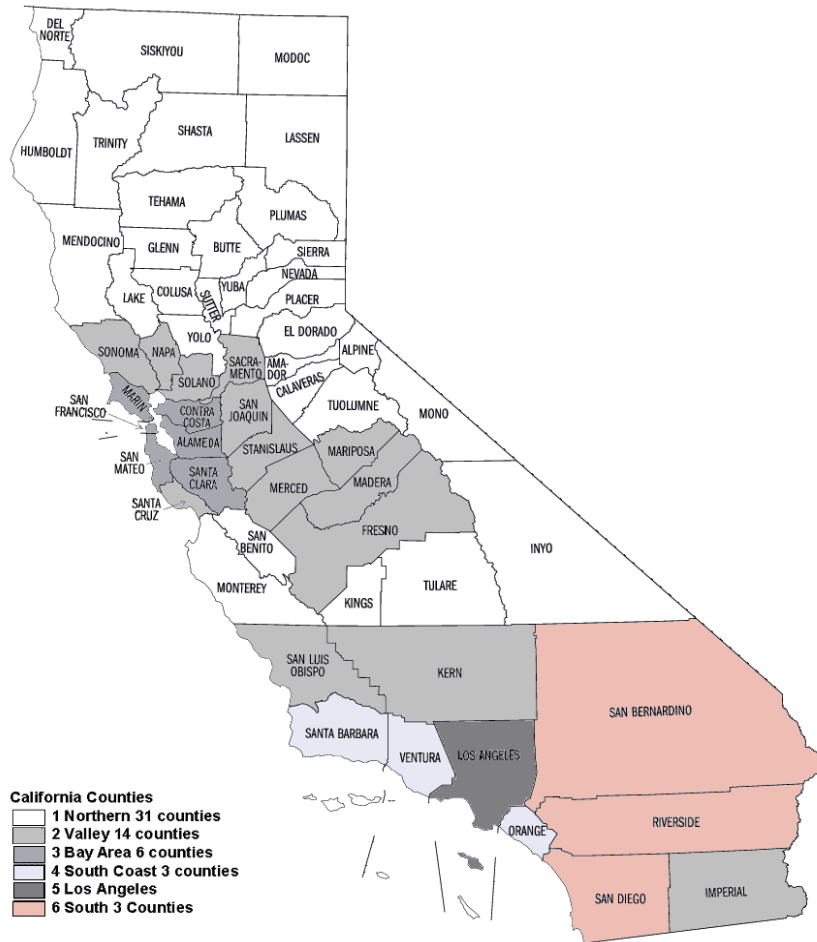 DEL
NORTE
SISKIYOU
MODOC
HUMBOLDT
TRINITY
SHASTA
LASSEN
TEHAMA
PLUMAS
MENDOCINO
GLENN
BUTTE
SIERRA
NEVADA
YUBA
PLACER
LAKE
COLUSA
SUTTER
EL DORADO
YOLO
ALPINE
SONOMA
NAPA
SACRA-
MENTO
AMA-
DOR
SOLANO
CALAVERAS
MARIN
SAN
FRANCISCO
CONTRA
COSTA
SAN
JOAQUIN
TUOLUMNE
MONO
ALAMEDA
STANISLAUS
MARIPOSA
SAN
MATEO
SANTA
CLARA
MERCED
MADERA
SANTA
CRUZ
FRESNO
SAN
BENITO
INYO
MONTEREY
KINGS
TULARE
SAN LUIS
OBISPO
KERN
SAN BERNARDINO
SANTA BARBARA
VENTURA
LOS ANGELES
ORANGE
RIVERSIDE
SAN DIEGO
IMPERIAL
California Counties
1 Northern 31 counties
2 Valley 14 counties
3 Bay Area 6 counties
4 South Coast 3 counties
5 Los Angeles
6 South 3 Counties